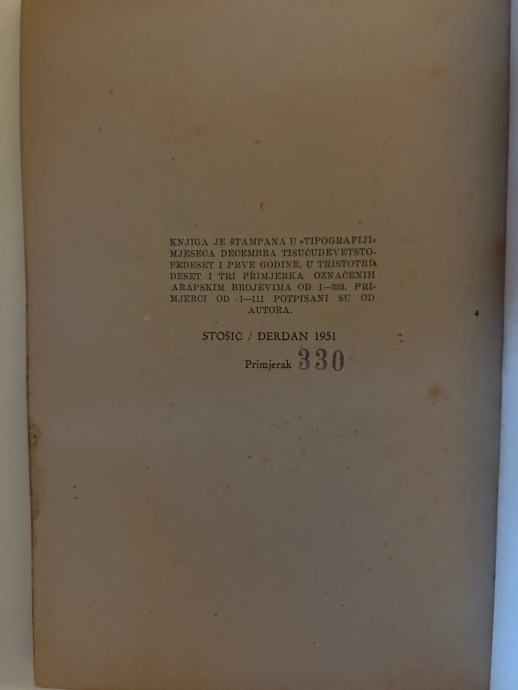 KNJIGA JE ŠTAMPANA U »TIPOGRAFIJI«
MJESECA DECEMBRA TISUĆUDEVETSTO-
PEDESET I PRVE GODINE, U TRISTOTRI-
DESET I TRI PRIMJERKA OZNAČENIH
ARAPSKIM BROJEVIMA OD 1—333. PRI-
MJERCI OD 1—111 POTPISANI SU OD
AUTORA.
STOŠIĆ / ĐERDAN 1951
Primjerak 330